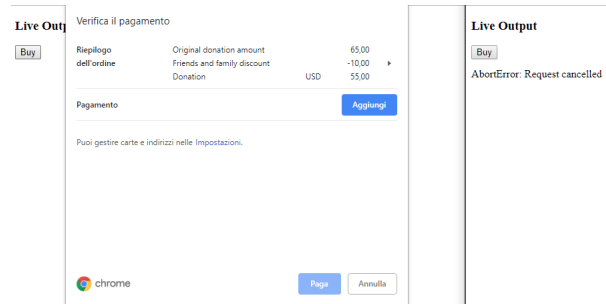 Live Outp
Buy
Verifica il pagamento
Riepilogo dell'ordine
Original donation amount 65,00
Friends and family discount -10,00
Donation USD 55,00
Pagamento
Aggiungi
Puoi gestire carte e indirizzi nelle Impostazioni.
chrome
Paga
Annulla
Live Output
Buy
AbortError: Request cancelled